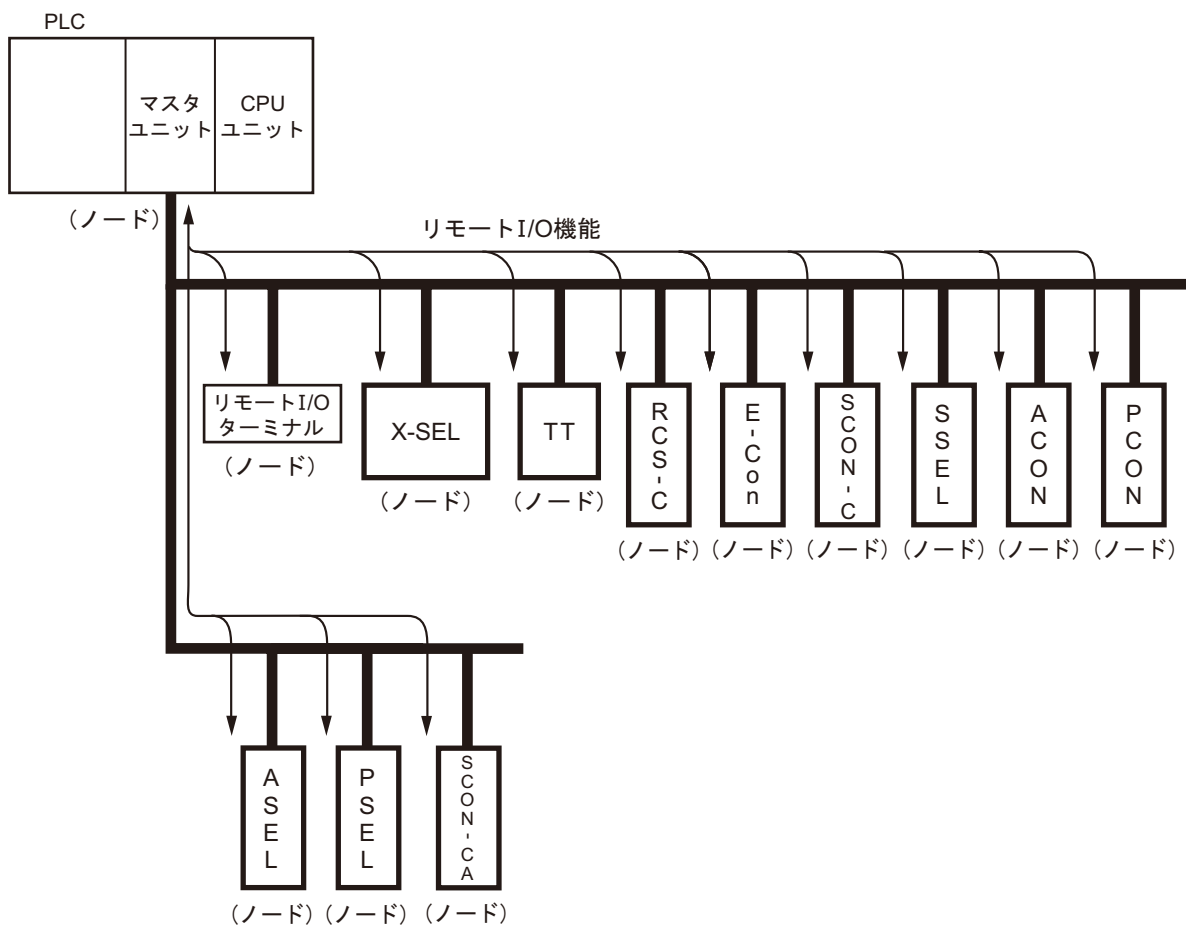 PLC
マスタ
ユニット
CPU
ユニット
(ノード)
リモートI/O機能
リモートI/O
ターミナル
(ノード)
X-SEL
(ノード)
TT
(ノード)
RCS-C
(ノード)
E-Con
(ノード)
SCON-C
(ノード)
SSEL
(ノード)
ACON
(ノード)
PCON
(ノード)
ASEL
(ノード)
PSEL
(ノード)
SCON-CA
(ノード)